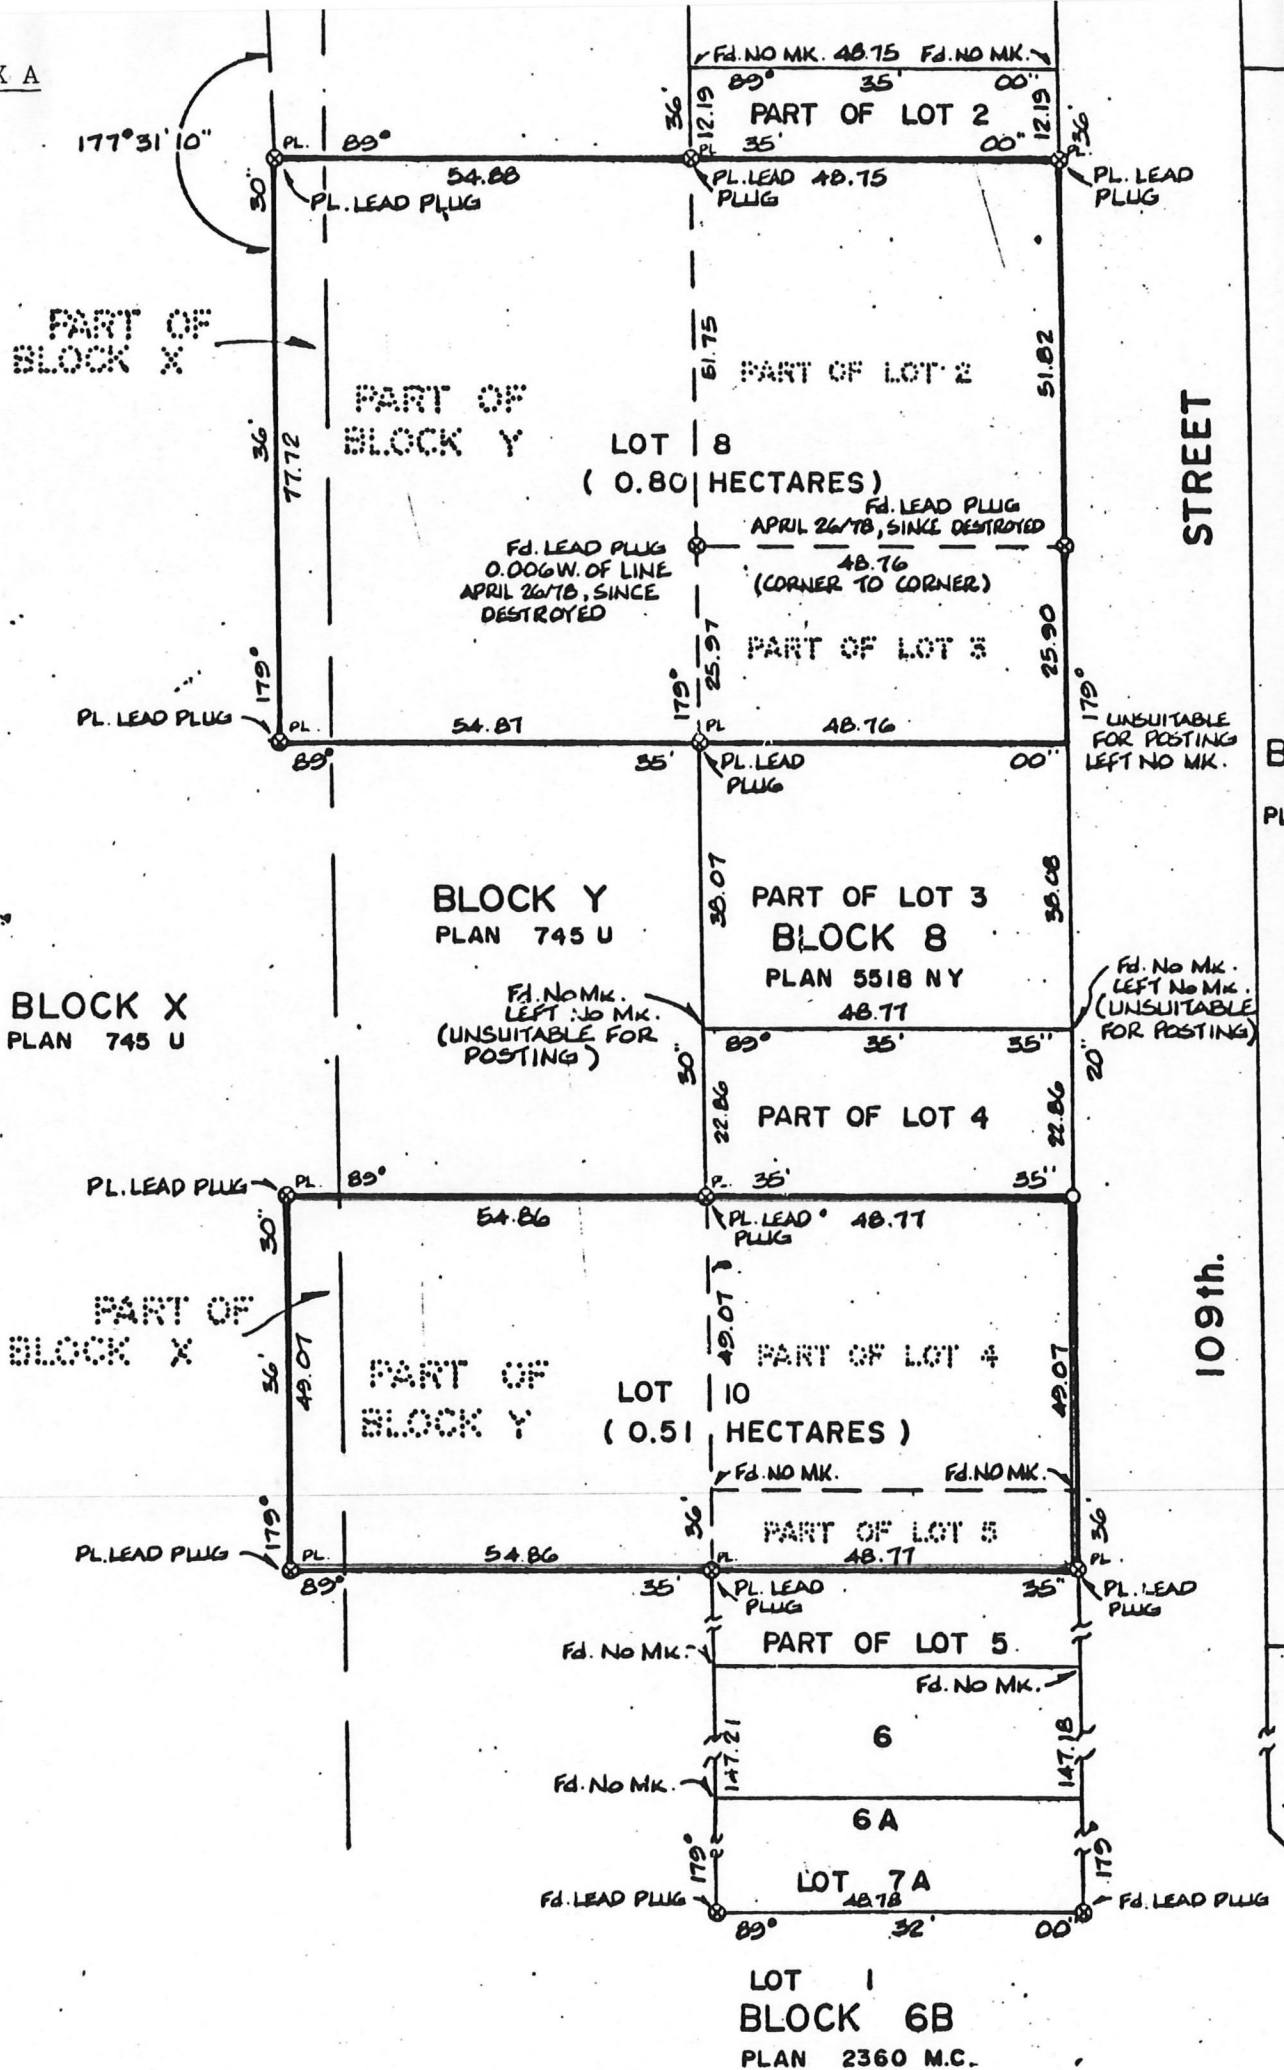 X A
Fd. NO MK. 48.75 Fd. NO MK.
89° 35' 00"
36' 12.19 PART OF LOT 2 12.19 36'
177° 31' 10"
PL. 89° PL 35' 00" P.
54.88 PL. LEAD PLUG 48.75 PL. LEAD PLUG
30" PL. LEAD PLUG
PART OF
BLOCK X
51.75 PART OF LOT 2 51.82
PART OF
BLOCK Y
36' 77.72
LOT 8
( 0.80 HECTARES )
STREET
Fd. LEAD PLUG
APRIL 26/78, SINCE DESTROYED
48.76
(CORNER TO CORNER)
Fd. LEAD PLUG
0.006 W. OF LINE
APRIL 26/78, SINCE
DESTROYED
25.97 PART OF LOT 3 25.90
179° 179° 179°
PL. LEAD PLUG PL. 54.87 PL 48.76
UNSUITABLE
FOR POSTING
LEFT NO MK.
89° 35' PL. LEAD PLUG 00"
B
PL
38.07 38.08
BLOCK Y
PLAN 745 U
PART OF LOT 3
BLOCK 8
PLAN 5518 NY
BLOCK X
PLAN 745 U
Fd. No Mk.
LEFT No Mk.
(UNSUITABLE FOR
POSTING)
48.77
89° 35' 35"
Fd. No Mk.
LEFT No Mk.
(UNSUITABLE
FOR POSTING)
30" 20"
22.86 PART OF LOT 4 22.86
PL. LEAD PLUG PL. 89° P. 35' 35"
54.86 PL. LEAD PLUG 48.77
30"
PART OF
BLOCK X
109th.
49.07 PART OF LOT 4 49.07
36' 49.07
PART OF
BLOCK Y
LOT 10
( 0.51 HECTARES )
Fd. NO MK. Fd. NO MK.
36' PART OF LOT 5 36'
179°
PL. LEAD PLUG PL. 54.86 PL. 48.77 PL.
89° 35' PL. LEAD PLUG 35" PL. LEAD PLUG
Fd. No Mk. PART OF LOT 5
Fd. No Mk.
147.21 6 147.18
Fd. No Mk.
6 A
179° LOT 7A 179
Fd. LEAD PLUG 48.78 Fd. LEAD PLUG
89° 32' 00"
LOT 1
BLOCK 6B
PLAN 2360 M.C.